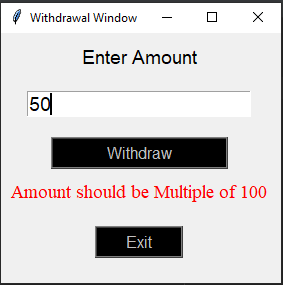 Withdrawal Window
Enter Amount
50
Withdraw
Amount should be Multiple of 100
Exit